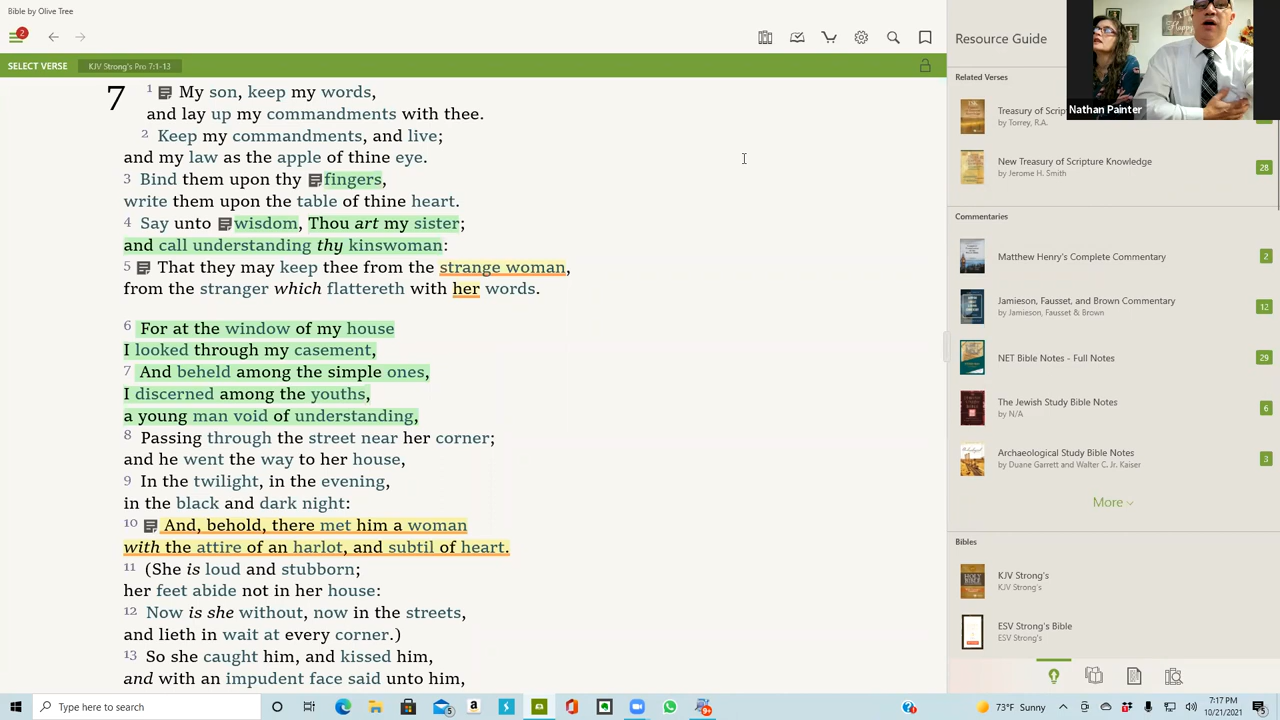 Bible by Olive Tree
2
SELECT VERSE
KJV Strong's Pro 7:1-13
7
1 My son, keep my words,
and lay up my commandments with thee.
2 Keep my commandments, and live;
and my law as the apple of thine eye.
3 Bind them upon thy fingers,
write them upon the table of thine heart.
4 Say unto wisdom, Thou art my sister;
and call understanding thy kinswoman:
5 That they may keep thee from the strange woman,
from the stranger which flattereth with her words.
6 For at the window of my house
I looked through my casement,
7 And beheld among the simple ones,
I discerned among the youths,
a young man void of understanding,
8 Passing through the street near her corner;
and he went the way to her house,
9 In the twilight, in the evening,
in the black and dark night:
10 And, behold, there met him a woman
with the attire of an harlot, and subtil of heart.
11 (She is loud and stubborn;
her feet abide not in her house:
12 Now is she without, now in the streets,
and lieth in wait at every corner.)
13 So she caught him, and kissed him,
and with an impudent face said unto him,
Resource Guide
Nathan Painter
Related Verses
Treasury of Scrip
by Torrey, R.A.
New Treasury of Scripture Knowledge
by Jerome H. Smith
28
Commentaries
Matthew Henry's Complete Commentary
2
Jamieson, Fausset, and Brown Commentary
by Jamieson, Fausset & Brown
12
NET Bible Notes - Full Notes
29
The Jewish Study Bible Notes
by N/A
6
Archaeological Study Bible Notes
by Duane Garrett and Walter C. Jr. Kaiser
3
More
Bibles
KJV Strong's
KJV Strong's
ESV Strong's Bible
ESV Strong's
Type here to search
5
9+
73°F Sunny
7:17 PM
10/21/2021